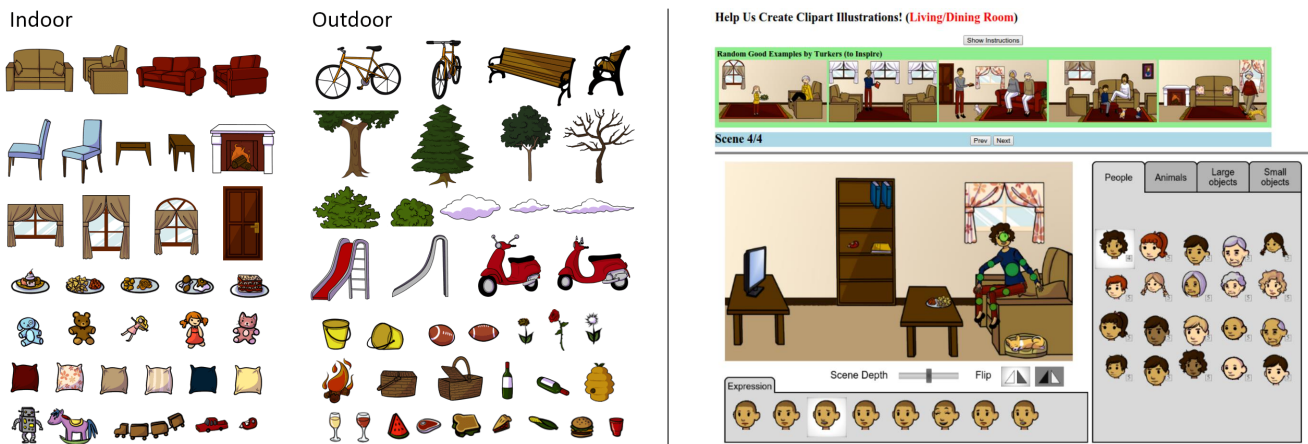 Indoor
Outdoor
Help Us Create Clipart Illustrations! (Living/Dining Room)
Show Instructions
Random Good Examples by Turkers (to Inspire)
Scene 4/4
Prev
Next
People
Animals
Large objects
Small objects
Scene Depth
Flip
Expression